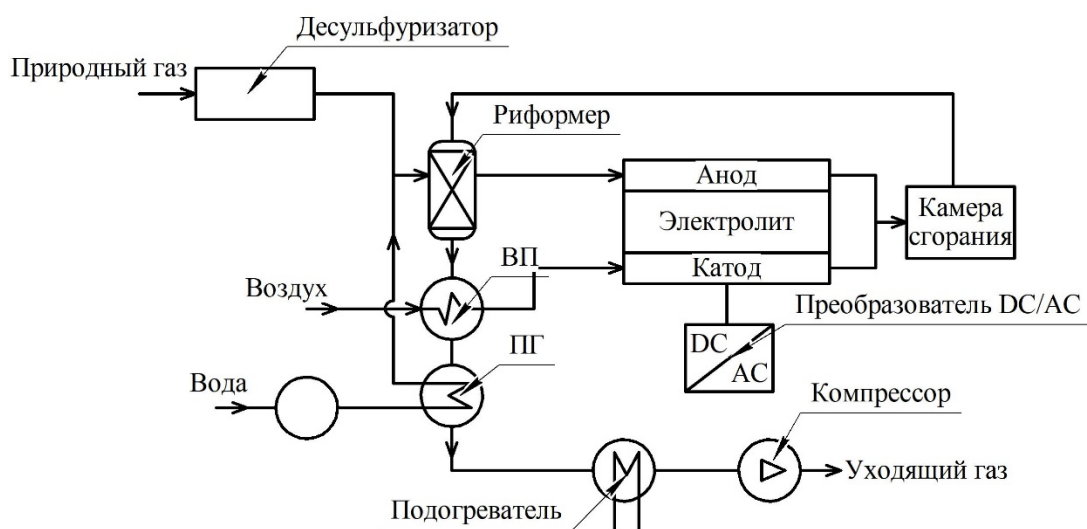 Десульфуризатор
Природный газ
Риформер
Анод
Электролит
Катод
Камера
сгорания
ВП
Воздух
Преобразователь DC/AC
DC
AC
ПГ
Вода
Компрессор
Уходящий газ
Подогреватель